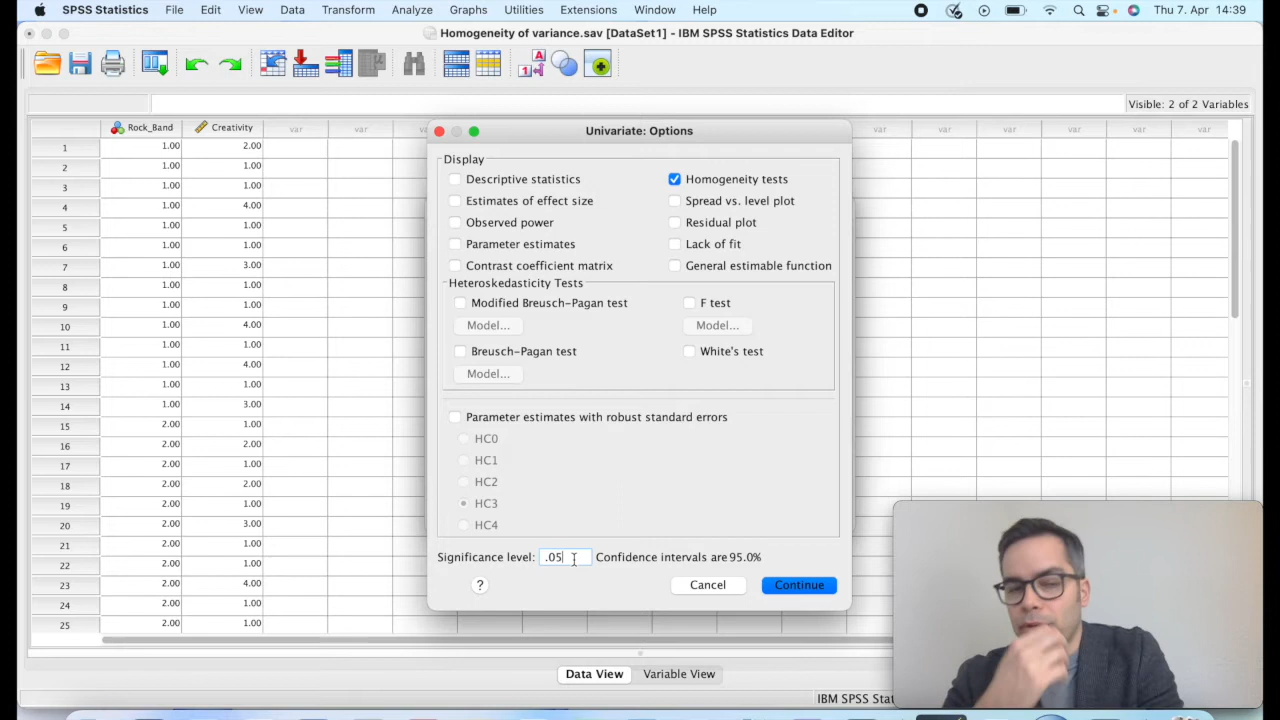 SPSS Statistics File Edit View Data Transform Analyze Graphs Utilities Extensions Window Help Thu 7. Apr 14:39
Homogeneity of variance.sav [DataSet1] - IBM SPSS Statistics Data Editor
Visible: 2 of 2 Variables
Rock_Band Creativity var var var var var var var var
Univariate: Options
1 1.00 2.00
2 1.00 1.00
3 1.00 1.00
4 1.00 4.00
5 1.00 1.00
6 1.00 1.00
7 1.00 3.00
8 1.00 1.00
9 1.00 1.00
10 1.00 4.00
11 1.00 1.00
12 1.00 4.00
13 1.00 1.00
14 1.00 3.00
15 2.00 1.00
16 2.00 2.00
17 2.00 1.00
18 2.00 2.00
19 2.00 1.00
20 2.00 3.00
21 2.00 1.00
22 2.00 1.00
23 2.00 4.00
24 2.00 1.00
25 2.00 1.00
Display
Descriptive statistics Homogeneity tests
Estimates of effect size Spread vs. level plot
Observed power Residual plot
Parameter estimates Lack of fit
Contrast coefficient matrix General estimable function
Heteroskedasticity Tests
Modified Breusch-Pagan test F test
Model... Model...
Breusch-Pagan test White's test
Model...
Parameter estimates with robust standard errors
HC0
HC1
HC2
HC3
HC4
Significance level: .05 Confidence intervals are 95.0%
? Cancel Continue
Data View Variable View
IBM SPSS